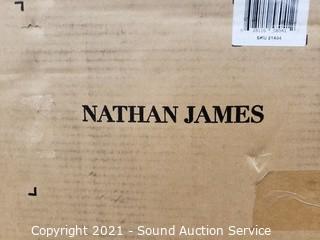 SKU 21404
NATHAN JAMES
Copyright 2021 - Sound Auction Service